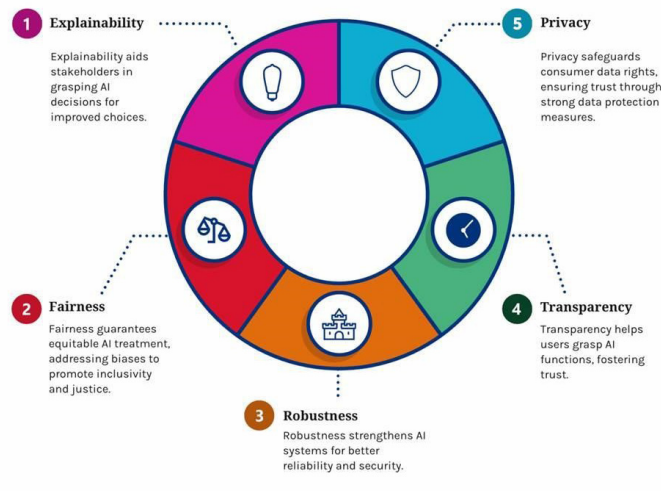 1
Explainability
Explainability aids
stakeholders in
grasping AI
decisions for
improved choices.
5
Privacy
Privacy safeguards
consumer data rights,
ensuring trust through
strong data protection
measures.
2
Fairness
Fairness guarantees
equitable AI treatment,
addressing biases to
promote inclusivity
and justice.
4
Transparency
Transparency helps
users grasp AI
functions, fostering
trust.
3
Robustness
Robustness strengthens AI
systems for better
reliability and security.